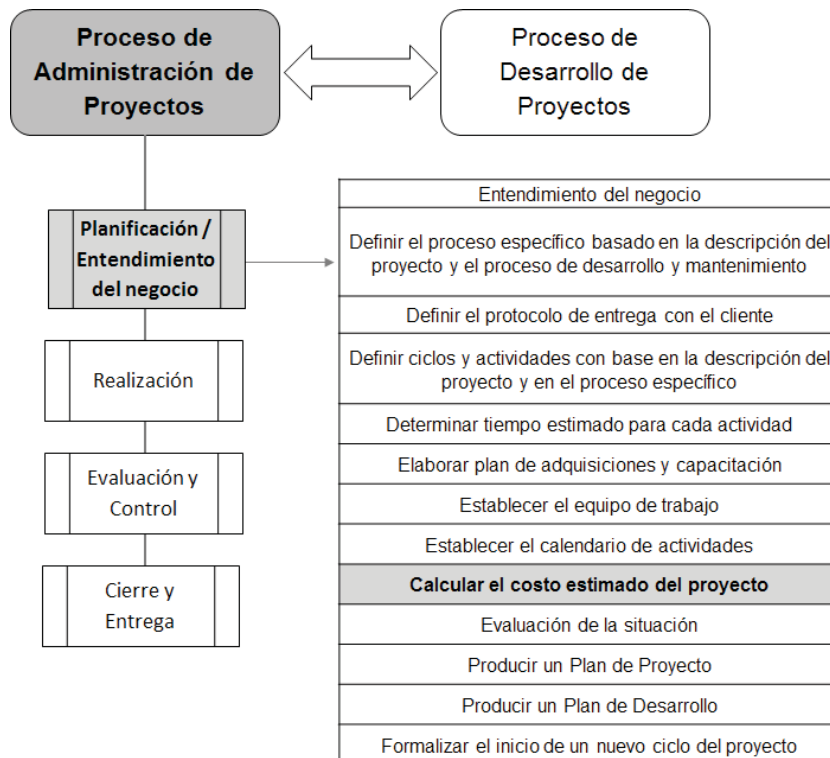 Proceso de
Administración de
Proyectos
Proceso de
Desarrollo de
Proyectos
Planificación /
Entendimiento
del negocio
Realización
Evaluación y
Control
Cierre y
Entrega
Entendimiento del negocio
Definir el proceso específico basado en la descripción del
proyecto y el proceso de desarrollo y mantenimiento
Definir el protocolo de entrega con el cliente
Definir ciclos y actividades con base en la descripción del
proyecto y en el proceso específico
Determinar tiempo estimado para cada actividad
Elaborar plan de adquisiciones y capacitación
Establecer el equipo de trabajo
Establecer el calendario de actividades
Calcular el costo estimado del proyecto
Evaluación de la situación
Producir un Plan de Proyecto
Producir un Plan de Desarrollo
Formalizar el inicio de un nuevo ciclo del proyecto